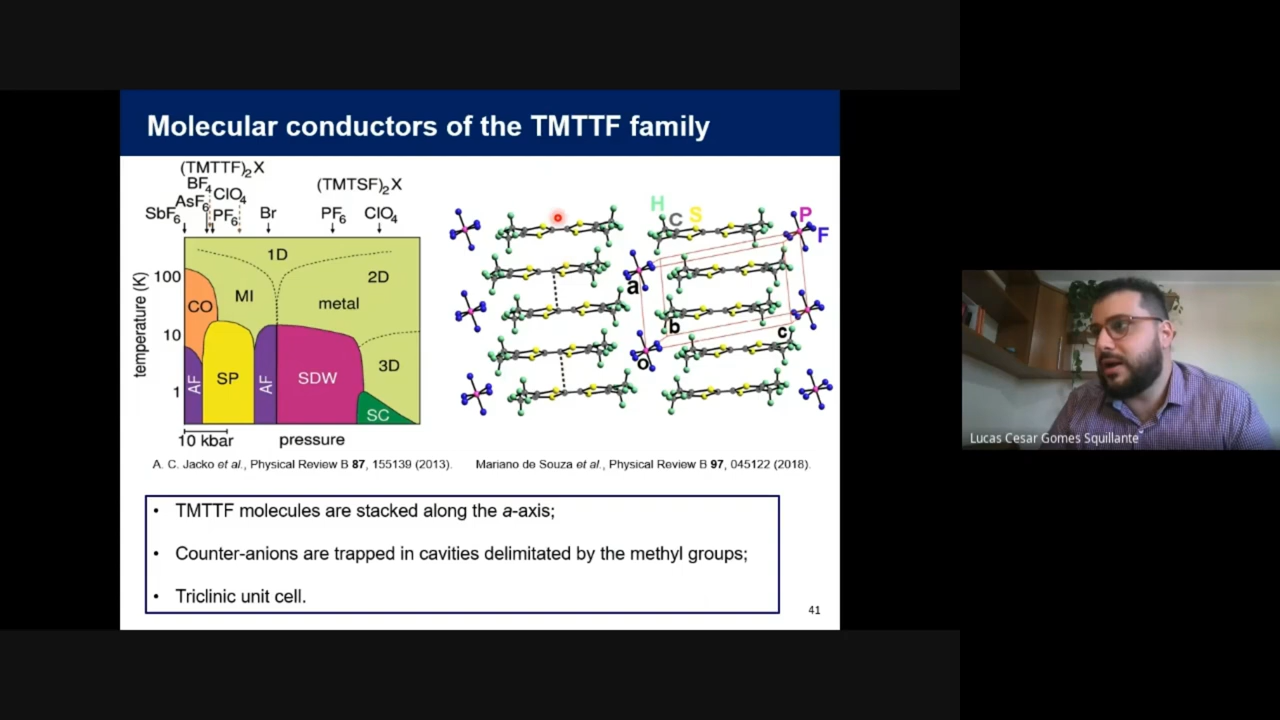 Molecular conductors of the TMTTF family
(TMTTF)2X
BF4
AsF6 ClO4
SbF6 PF6 Br
(TMTSF)2X
PF6 ClO4
temperature (K)
100
10
1
1D
2D
MI
metal
CO
3D
AF
SP
AF
SDW
SC
10 kbar
pressure
H
C
S
P
F
a
b
c
o
A. C. Jacko et al., Physical Review B 87, 155139 (2013).
Mariano de Souza et al., Physical Review B 97, 045122 (2018).
• TMTTF molecules are stacked along the a-axis;
• Counter-anions are trapped in cavities delimitated by the methyl groups;
• Triclinic unit cell.
41
Lucas Cesar Gomes Squillante